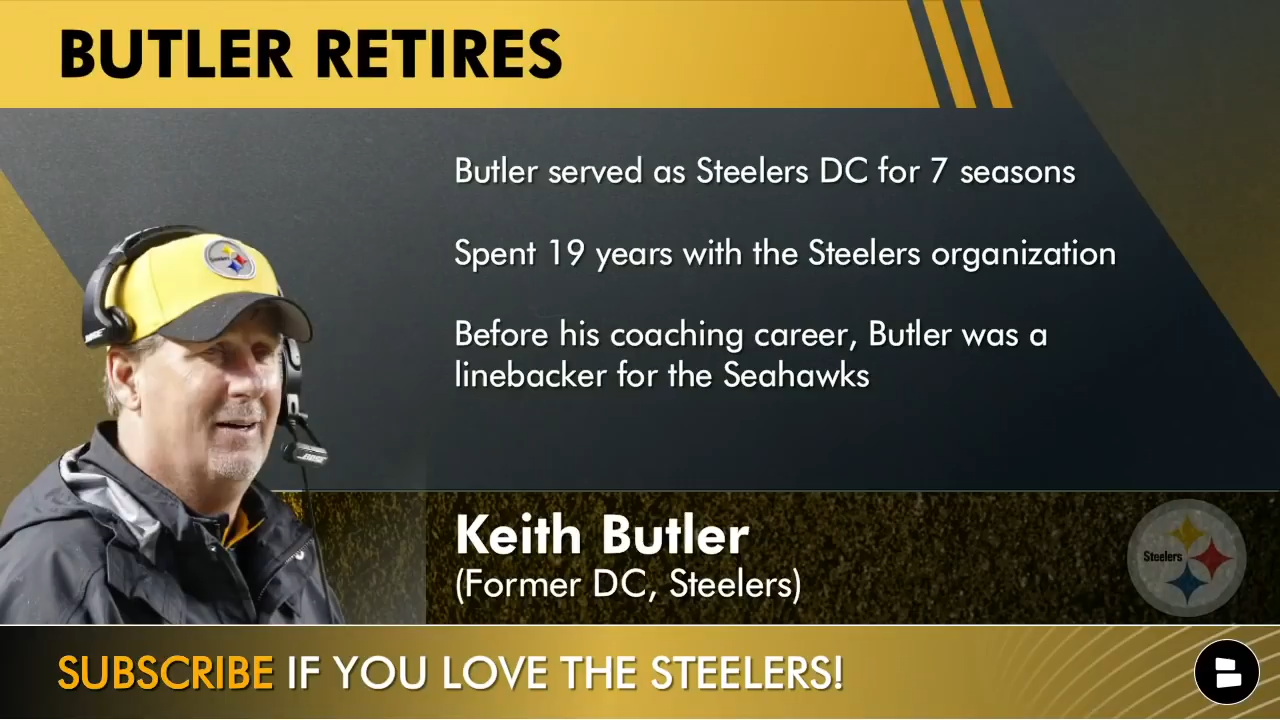 BUTLER RETIRES
Butler served as Steelers DC for 7 seasons
Spent 19 years with the Steelers organization
Before his coaching career, Butler was a
linebacker for the Seahawks
Keith Butler
(Former DC, Steelers)
Steelers
SUBSCRIBE IF YOU LOVE THE STEELERS!